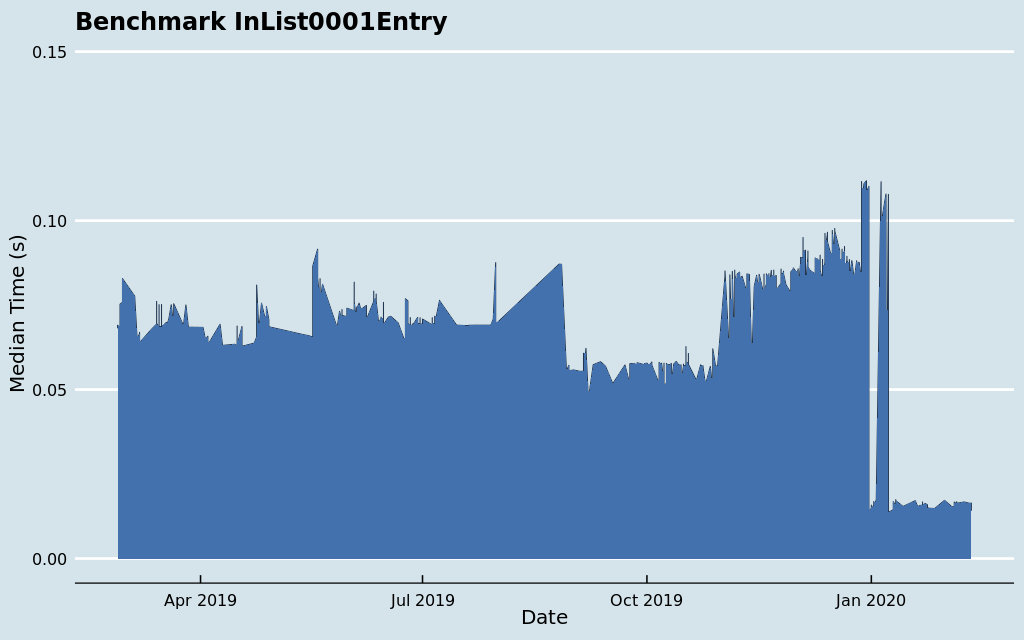 Benchmark InList0001Entry
0.15
0.10
0.05
0.00
Median Time (s)
Apr 2019
Jul 2019
Oct 2019
Jan 2020
Date